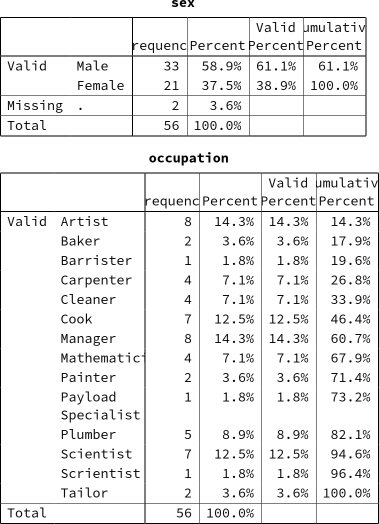 sex
Valid umulativ
requenc Percent Percent Percent
Valid Male 33 58.9% 61.1% 61.1%
Female 21 37.5% 38.9% 100.0%
Missing . 2 3.6%
Total 56 100.0%
occupation
Valid umulativ
requenc Percent Percent Percent
Valid Artist 8 14.3% 14.3% 14.3%
Baker 2 3.6% 3.6% 17.9%
Barrister 1 1.8% 1.8% 19.6%
Carpenter 4 7.1% 7.1% 26.8%
Cleaner 4 7.1% 7.1% 33.9%
Cook 7 12.5% 12.5% 46.4%
Manager 8 14.3% 14.3% 60.7%
Mathematici 4 7.1% 7.1% 67.9%
Painter 2 3.6% 3.6% 71.4%
Payload 1 1.8% 1.8% 73.2%
Specialist
Plumber 5 8.9% 8.9% 82.1%
Scientist 7 12.5% 12.5% 94.6%
Scrientist 1 1.8% 1.8% 96.4%
Tailor 2 3.6% 3.6% 100.0%
Total 56 100.0%